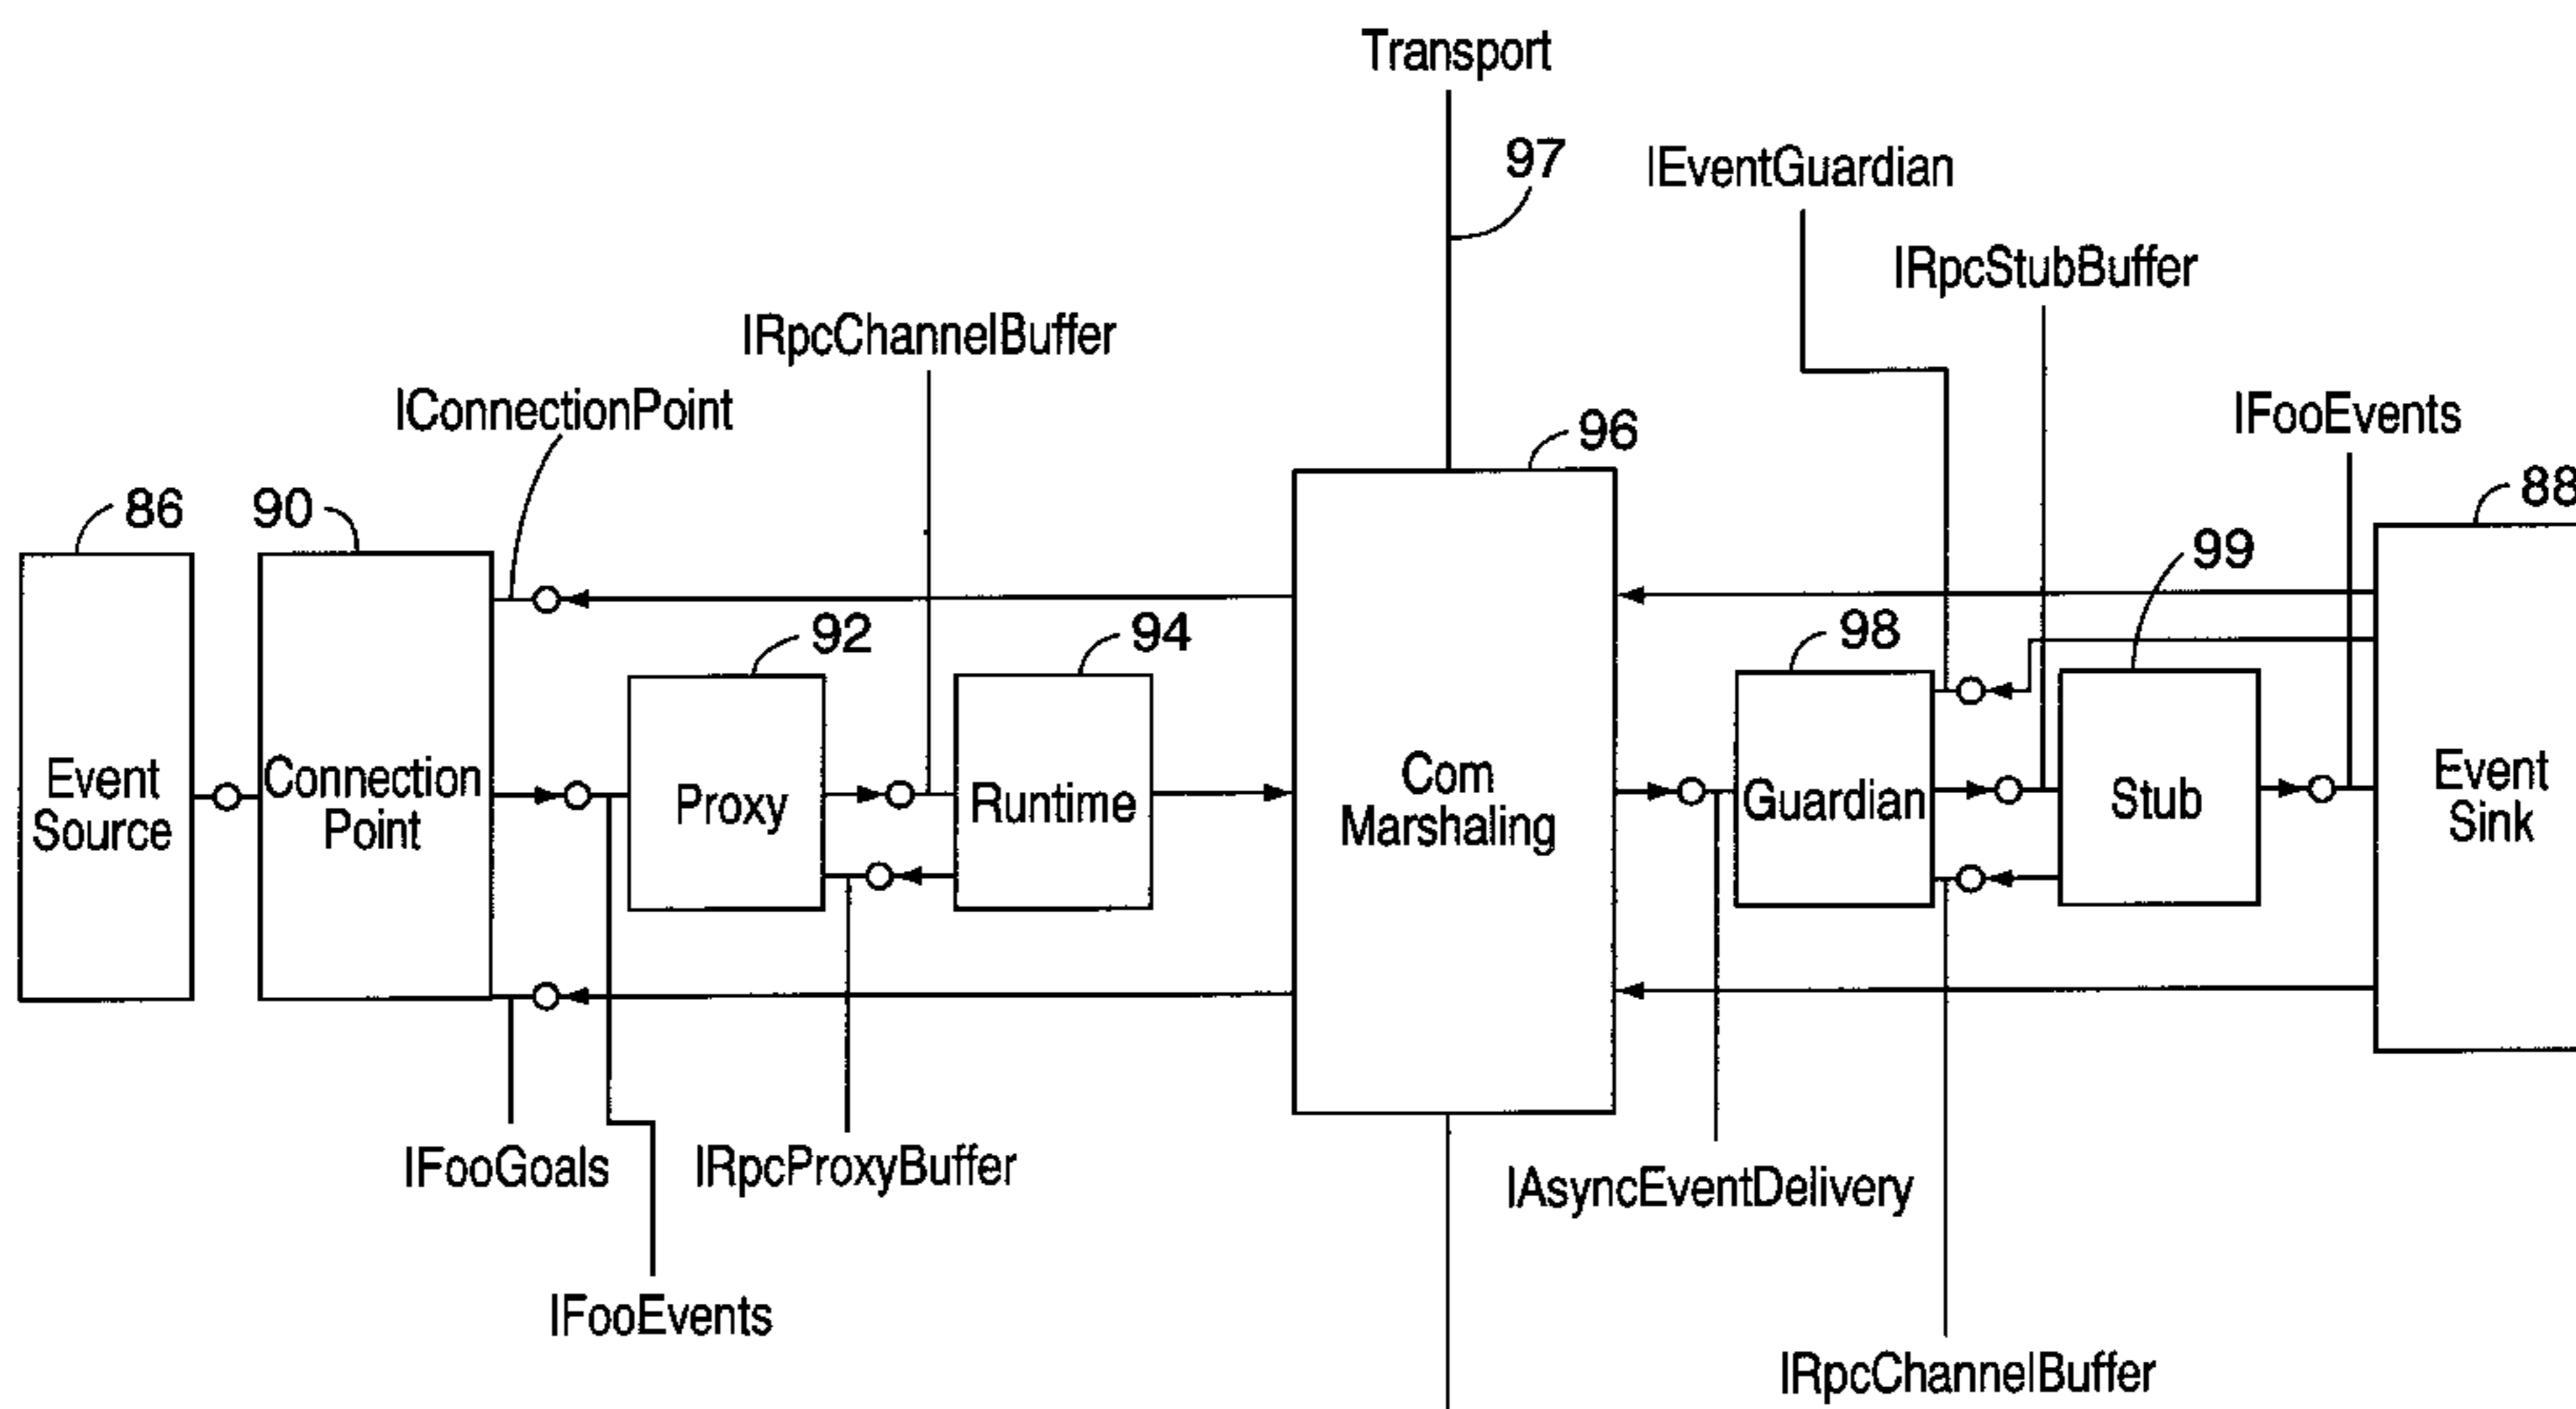 Transport
97
IEventGuardian
IRpcStubBuffer
IRpcChannelBuffer
IConnectionPoint
IFooEvents
96
88
86
90
99
92
94
98
Event
Source
Connection
Point
Proxy
Runtime
Com
Marshaling
Guardian
Stub
Event
Sink
IFooGoals
IRpcProxyBuffer
IAsyncEventDelivery
IFooEvents
IRpcChannelBuffer